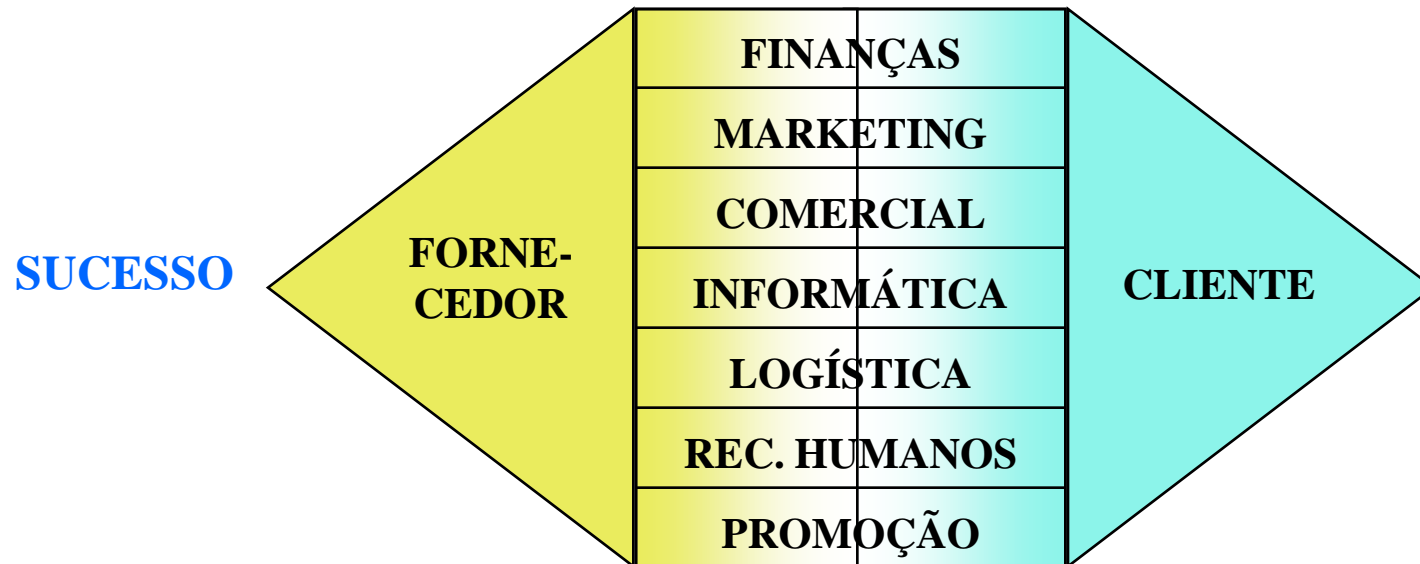 SUCESSO
FORNE-
CEDOR
FINANÇAS
MARKETING
COMERCIAL
INFORMÁTICA
LOGÍSTICA
REC. HUMANOS
PROMOÇÃO
CLIENTE